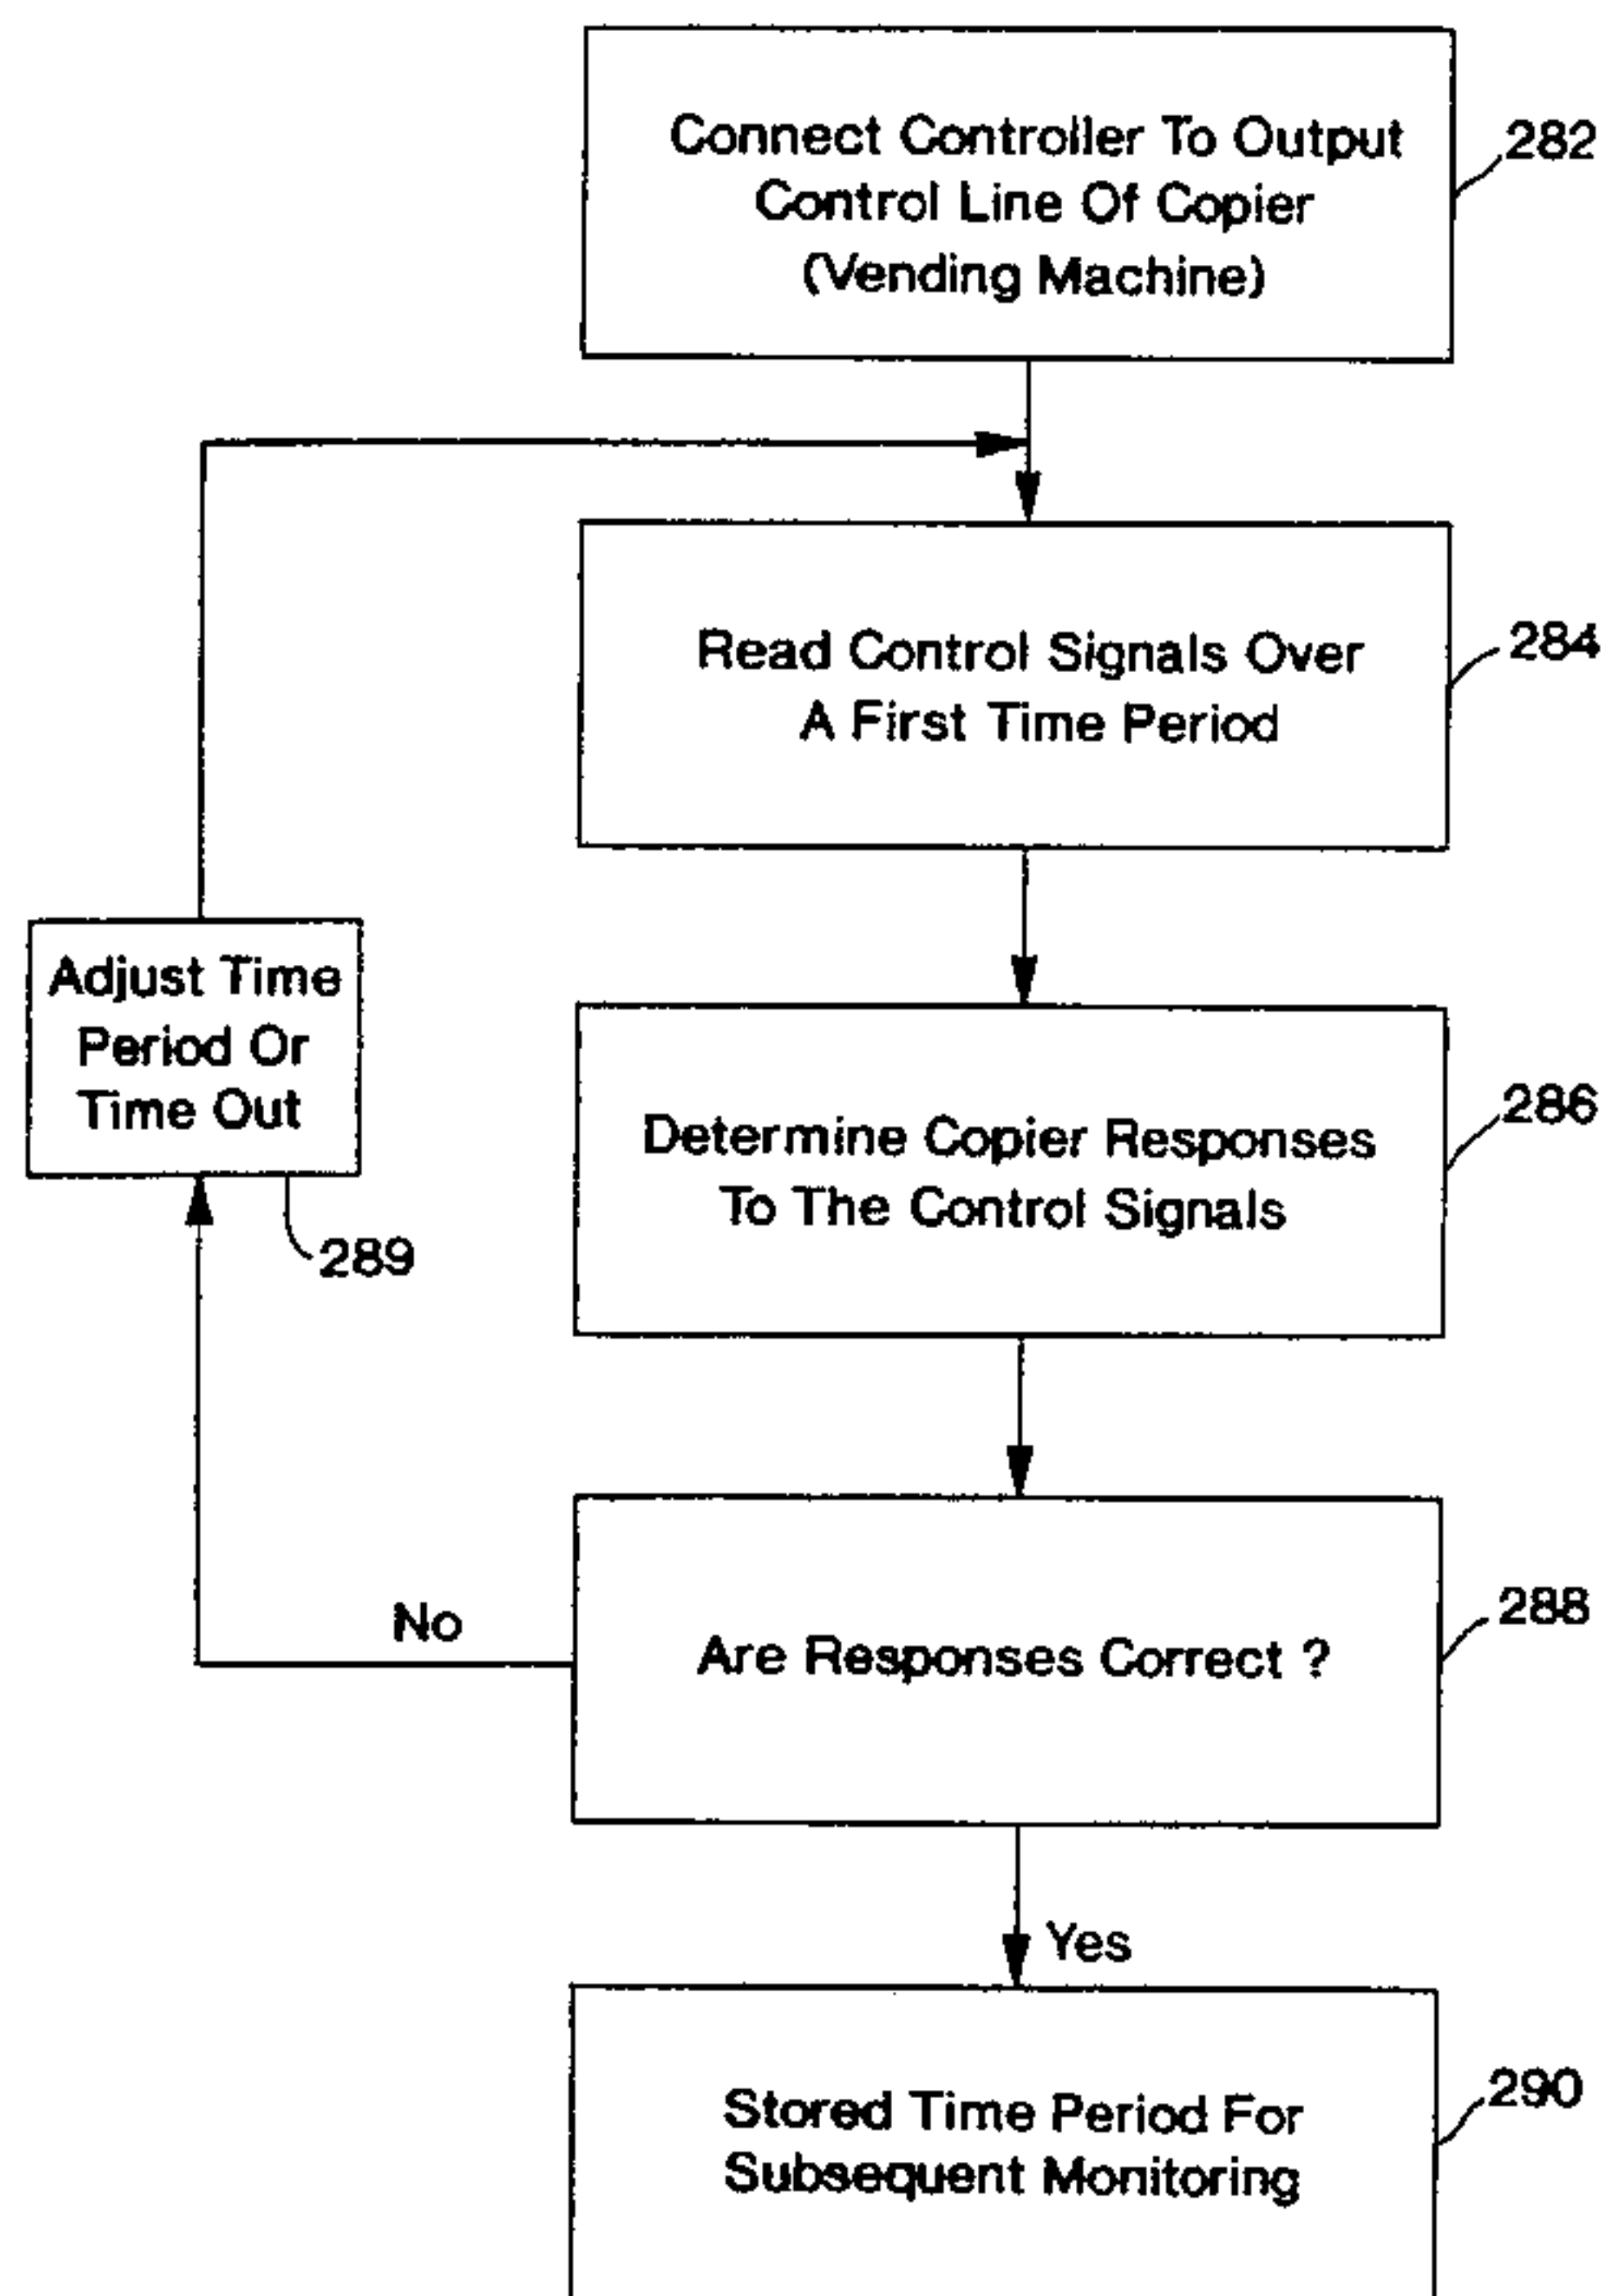 Connect Controller To Output
Control Line Of Copier
(Vending Machine)
282
Read Control Signals Over
A First Time Period
284
Adjust Time
Period Or
Time Out
289
Determine Copier Responses
To The Control Signals
286
No
Are Responses Correct ?
288
Yes
Stored Time Period For
Subsequent Monitoring
290